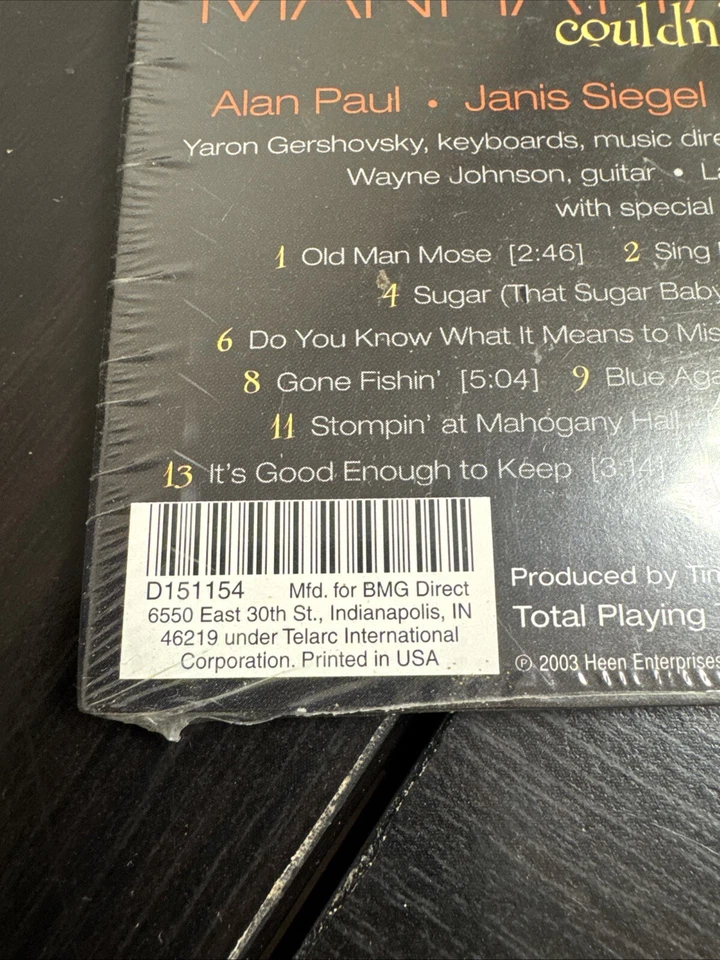 couldn
Alan Paul • Janis Siegel
Yaron Gershovsky, keyboards, music dire
Wayne Johnson, guitar • La
with special
1 Old Man Mose [2:46] 2 Sing
4 Sugar (That Sugar Baby
6 Do You Know What It Means to Mis
8 Gone Fishin' [5:04] 9 Blue Aga
11 Stompin' at Mahogany Hall
13 It's Good Enough to Keep [3:14]
D151154 Mfd. for BMG Direct
6550 East 30th St., Indianapolis, IN
46219 under Telarc International
Corporation. Printed in USA
Produced by Tim
Total Playing
℗ 2003 Heen Enterprises